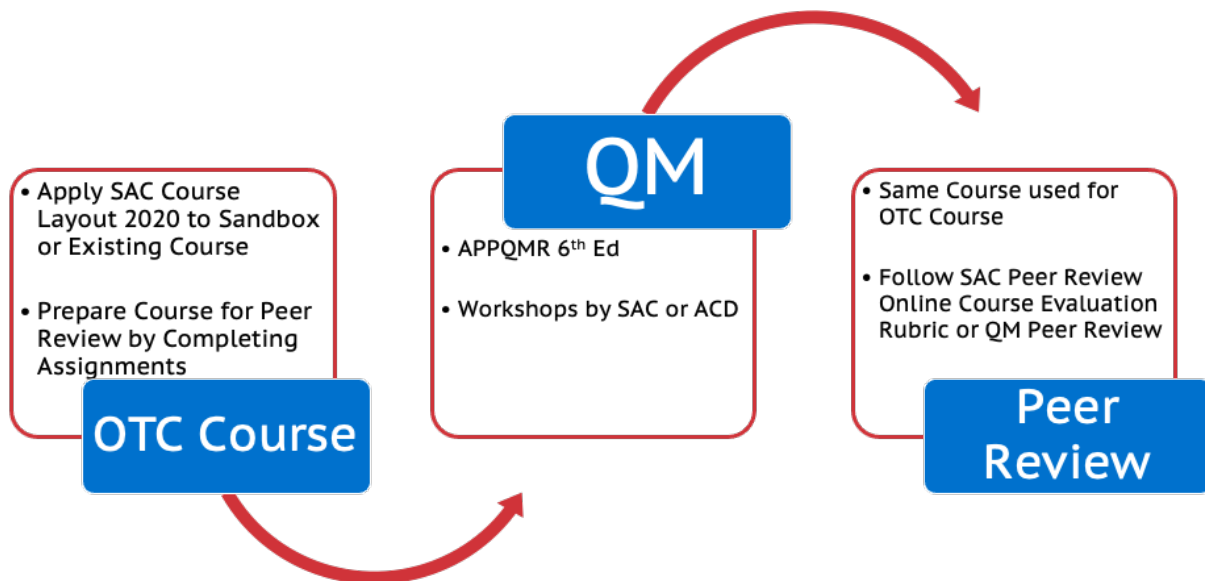 • Apply SAC Course
Layout 2020 to Sandbox
or Existing Course
• Prepare Course for Peer
Review by Completing
Assignments
OTC Course
QM
• APPQMR 6th Ed
• Workshops by SAC or ACD
• Same Course used for
OTC Course
• Follow SAC Peer Review
Online Course Evaluation
Rubric or QM Peer Review
Peer
Review